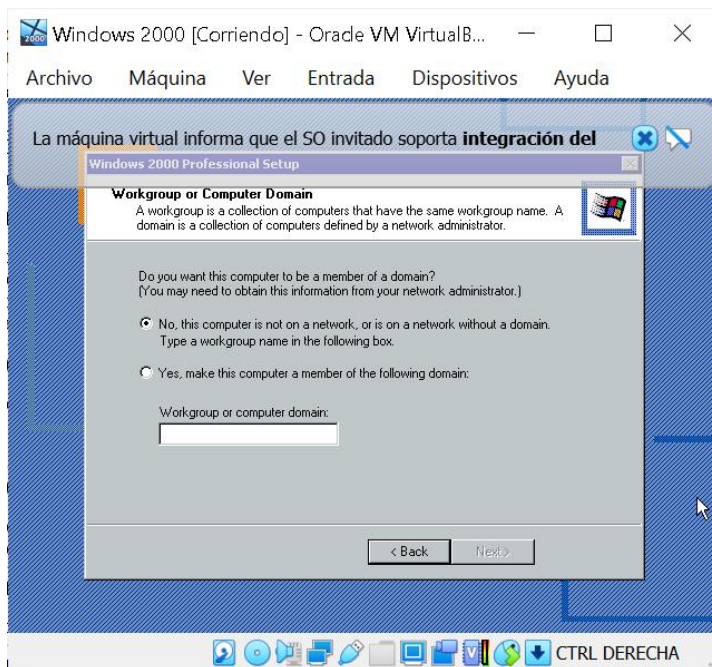 Windows 2000 [Corriendo] - Oracle VM VirtualB...
Archivo Máquina Ver Entrada Dispositivos Ayuda
La máquina virtual informa que el SO invitado soporta integración del
Windows 2000 Professional Setup
Workgroup or Computer Domain
A workgroup is a collection of computers that have the same workgroup name. A
domain is a collection of computers defined by a network administrator.
Do you want this computer to be a member of a domain?
(You may need to obtain this information from your network administrator.)
No, this computer is not on a network, or is on a network without a domain.
Type a workgroup name in the following box.
Yes, make this computer a member of the following domain:
Workgroup or computer domain:
< Back Next >
CTRL DERECHA